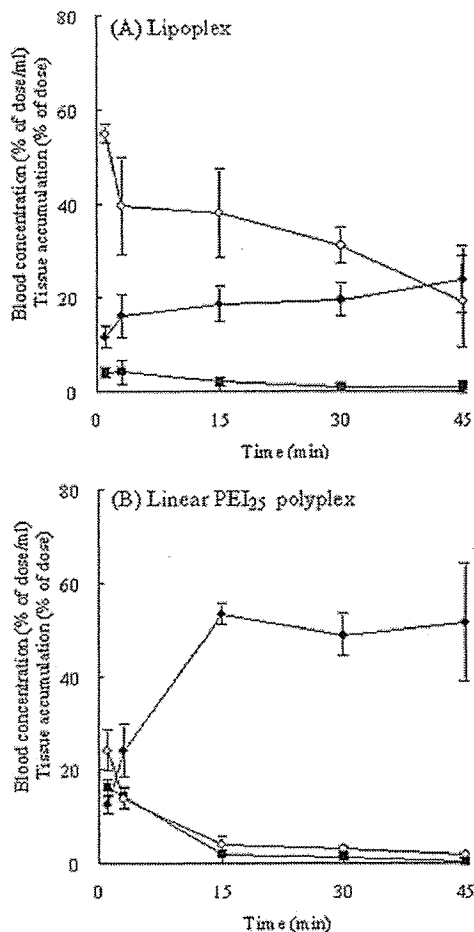 (A) Lipoplex
Blood concentration (% of dose/ml)
Tissue accumulation (% of dose)
80
60
40
20
0
0 15 30 45
Time (min)
(B) Linear PEI25 polyplex
Blood concentration (% of dose/ml)
Tissue accumulation (% of dose)
80
60
40
20
0
0 15 30 45
Time (min)